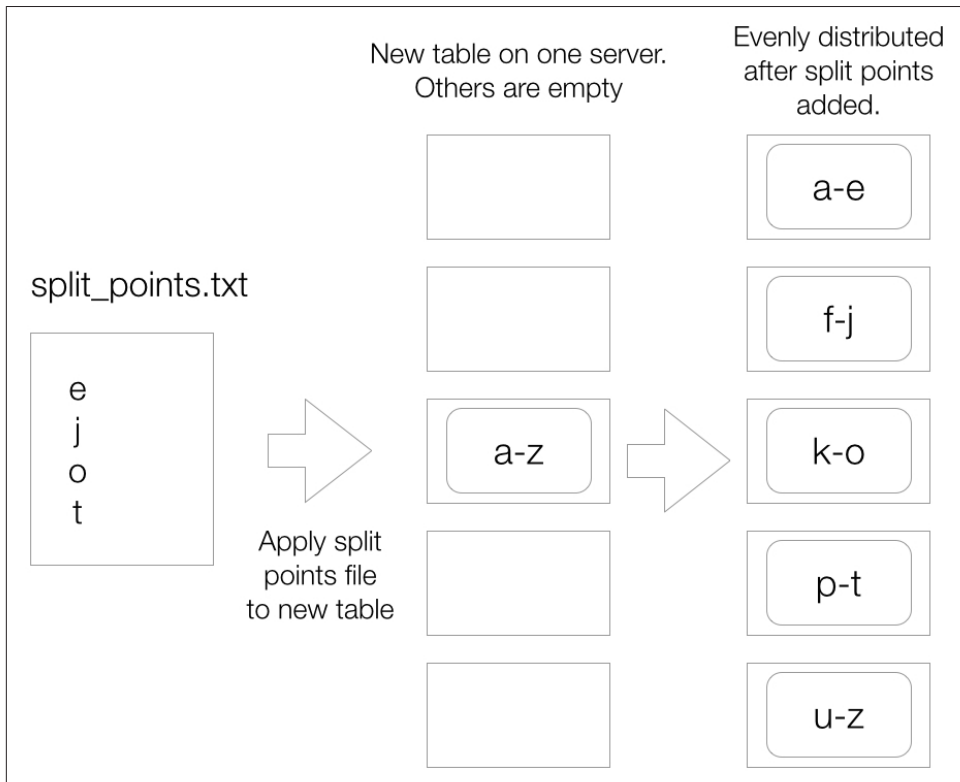 split_points.txt
e
j
o
t
Apply split
points file
to new table
New table on one server.
Others are empty
a-z
Evenly distributed
after split points
added.
a-e
f-j
k-o
p-t
u-z